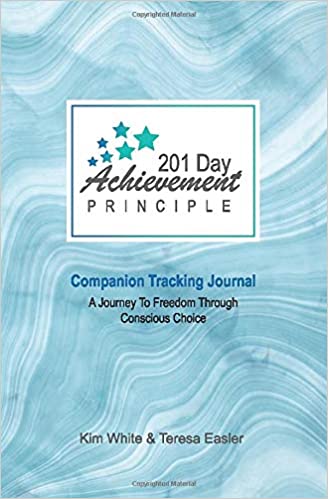 201 Day
Achievement
PRINCIPLE
Companion Tracking Journal
A Journey To Freedom Through
Conscious Choice
Kim White & Teresa Easler